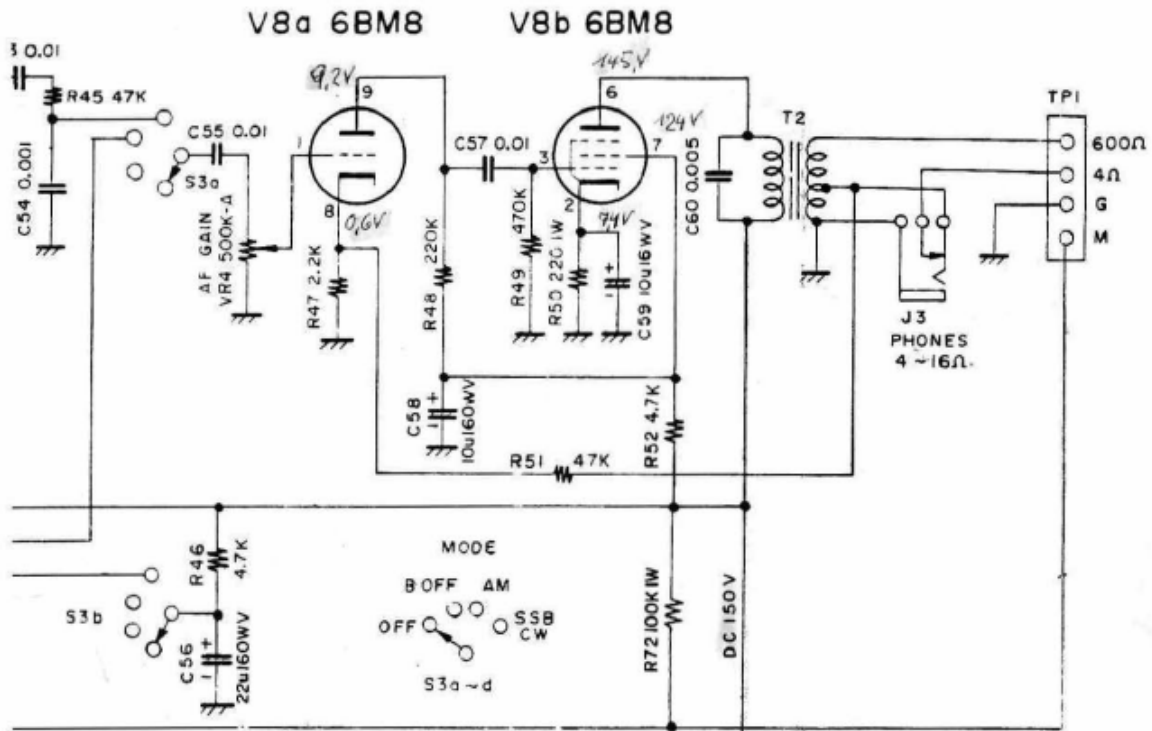 V8a 6BM8
V8b 6BM8
3 0.01
R45 47K
C54 0.001
C55 0.01
S3a
AF GAIN
VR4 500K-A
9,2V
9
1
8
0,6V
R47 2.2K
220K
R48
C57 0.01
145,V
6
124V
3
7
2
7,4V
470K
R49
R50 220 1W
C59 10u16WV
+
-
C60 0.005
T2
TP1
600Ω
4Ω
G
M
J3
PHONES
4~16Ω
C58
10u160WV
+
-
R52 4.7K
R51 47K
R46
4.7K
S3b
C56
22u160WV
+
-
MODE
B OFF AM
OFF
SSB
CW
S3a~d
R72 100K 1W
DC 150 V